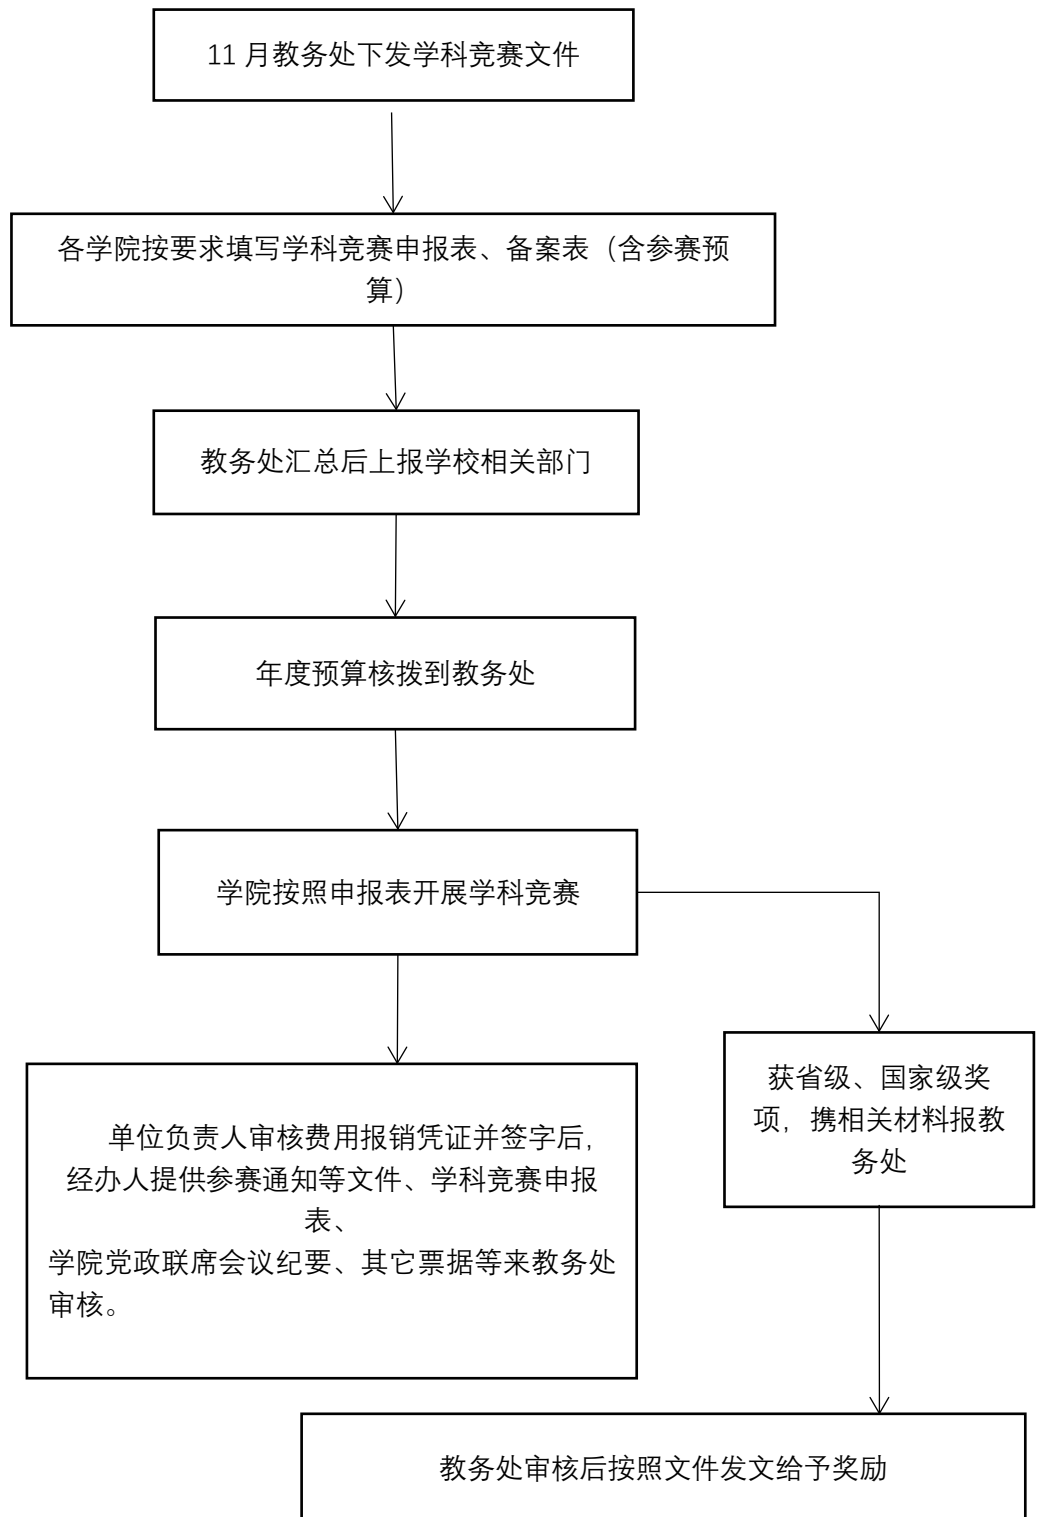 11 月教务处下发学科竞赛文件
各学院按要求填写学科竞赛申报表、备案表（含参赛预
算）
教务处汇总后上报学校相关部门
年度预算核拨到教务处
学院按照申报表开展学科竞赛
单位负责人审核费用报销凭证并签字后,
经办人提供参赛通知等文件、学科竞赛申报
表、
学院党政联席会议纪要、其它票据等来教务处
审核。
获省级、国家级奖
项，携相关材料报教
务处
教务处审核后按照文件发文给予奖励